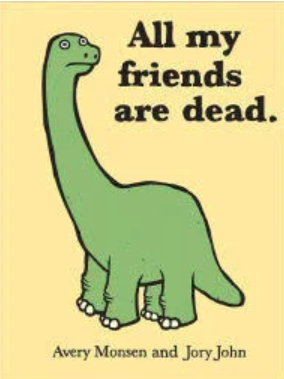 All my
friends
are dead.
Avery Monsen and Jory John